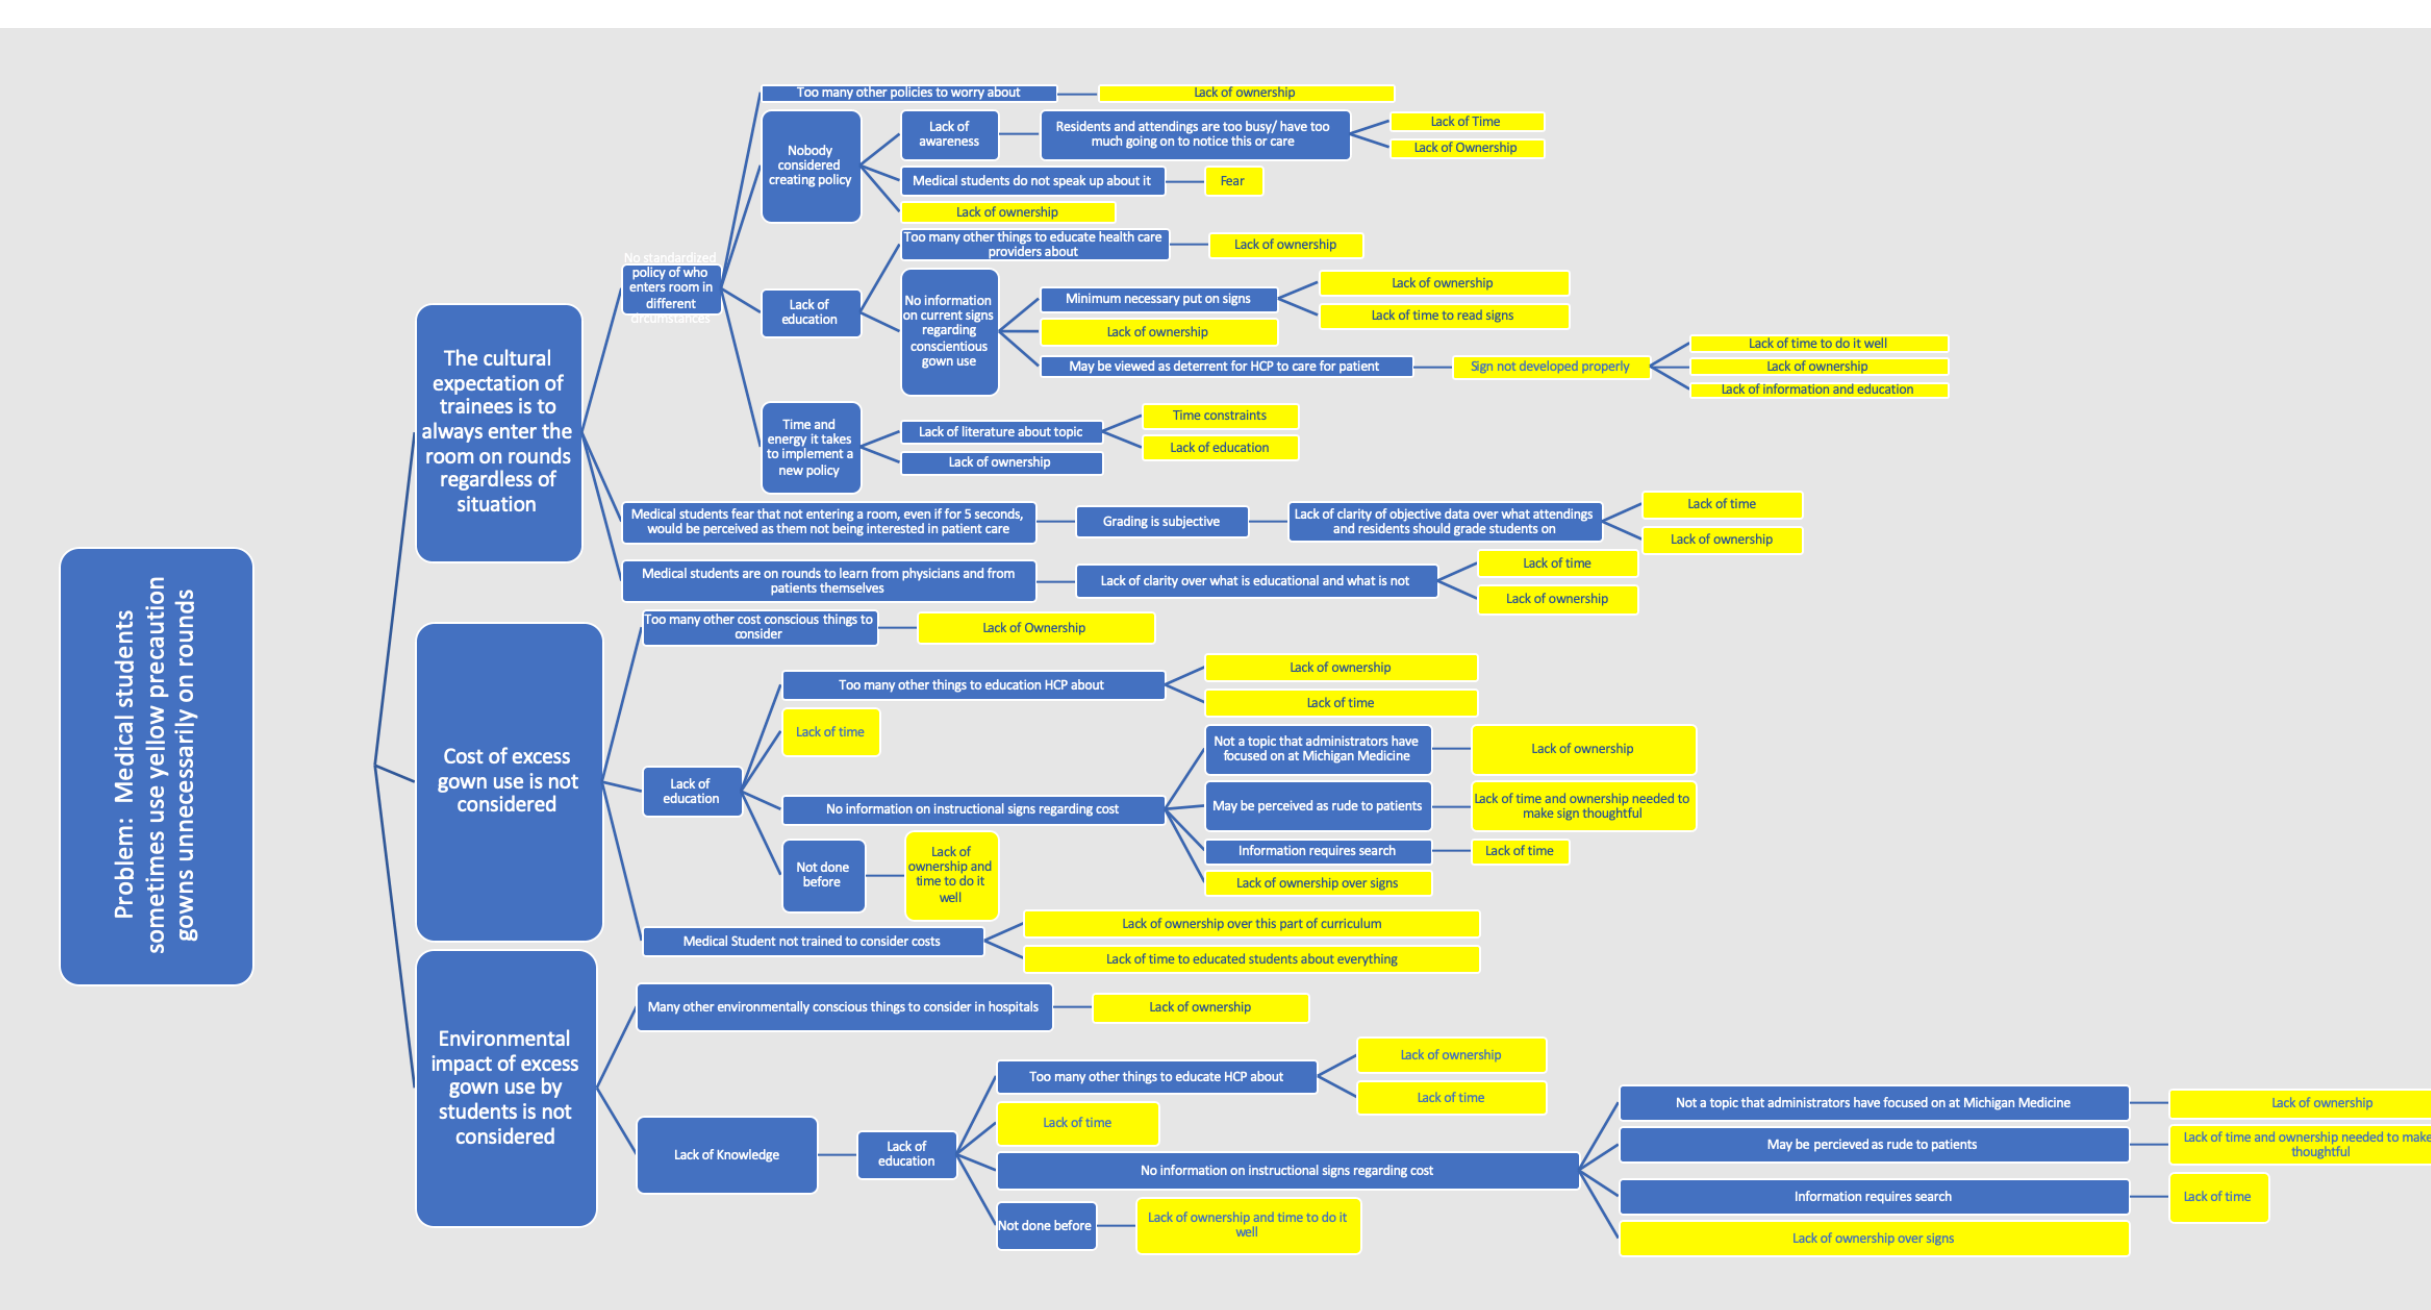 Problem:  Medical students
sometimes use yellow precaution
gowns unnecessarily on rounds
The cultural
expectation of
trainees is to
always enter the
room on rounds
regardless of
situation
No standardized
policy of who
enters room in
different
circumstances
Too many other policies to worry about
Lack of ownership
Nobody
considered
creating policy
Lack of
awareness
Residents and attendings are too busy/ have too
much going on to notice this or care
Lack of Time
Lack of Ownership
Medical students do not speak up about it
Fear
Lack of ownership
Lack of
education
Too many other things to educate health care
providers about
Lack of ownership
No information
on current signs
regarding
conscientious
gown use
Minimum necessary put on signs
Lack of ownership
Lack of time to read signs
Lack of ownership
May be viewed as deterrent for HCP to care for patient
Sign not developed properly
Lack of time to do it well
Lack of ownership
Lack of information and education
Time and
energy it takes
to implement a
new policy
Lack of literature about topic
Time constraints
Lack of education
Lack of ownership
Medical students fear that not entering a room, even if for 5 seconds,
would be perceived as them not being interested in patient care
Grading is subjective
Lack of clarity of objective data over what attendings
and residents should grade students on
Lack of time
Lack of ownership
Medical students are on rounds to learn from physicians and from
patients themselves
Lack of clarity over what is educational and what is not
Lack of time
Lack of ownership
Cost of excess
gown use is not
considered
Too many other cost conscious things to
consider
Lack of Ownership
Lack of
education
Too many other things to education HCP about
Lack of ownership
Lack of time
Lack of time
No information on instructional signs regarding cost
Not a topic that administrators have
focused on at Michigan Medicine
Lack of ownership
May be perceived as rude to patients
Lack of time and ownership needed to
make sign thoughtful
Information requires search
Lack of time
Lack of ownership over signs
Not done
before
Lack of
ownership and
time to do it
well
Medical Student not trained to consider costs
Lack of ownership over this part of curriculum
Lack of time to educated students about everything
Environmental
impact of excess
gown use by
students is not
considered
Many other environmentally conscious things to consider in hospitals
Lack of ownership
Lack of Knowledge
Lack of
education
Too many other things to educate HCP about
Lack of ownership
Lack of time
Lack of time
No information on instructional signs regarding cost
Not a topic that administrators have focused on at Michigan Medicine
Lack of ownership
May be percieved as rude to patients
Lack of time and ownership needed to make
thoughtful
Information requires search
Lack of time
Lack of ownership over signs
Not done before
Lack of ownership and time to do it
well